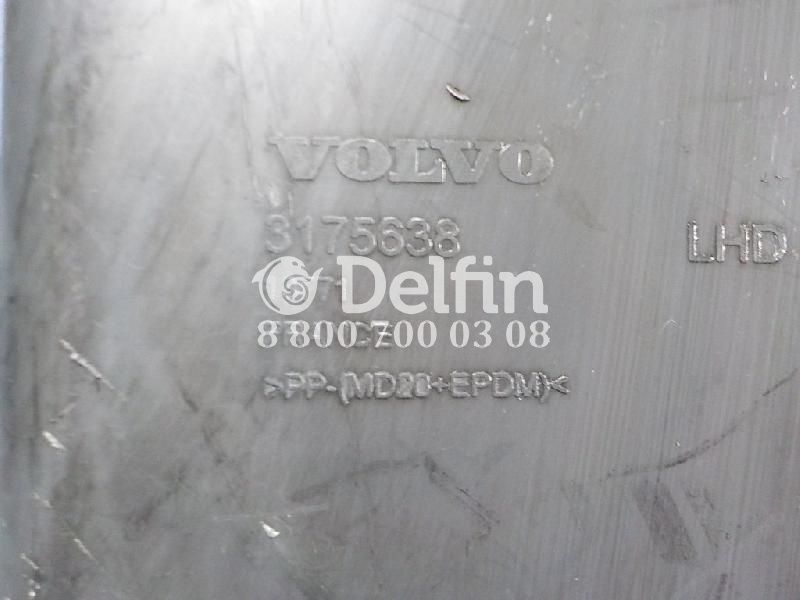 VOLVO
3175638
LHD
Delfin
8 800 700 03 08
>PP-(MD20+EPDM)<